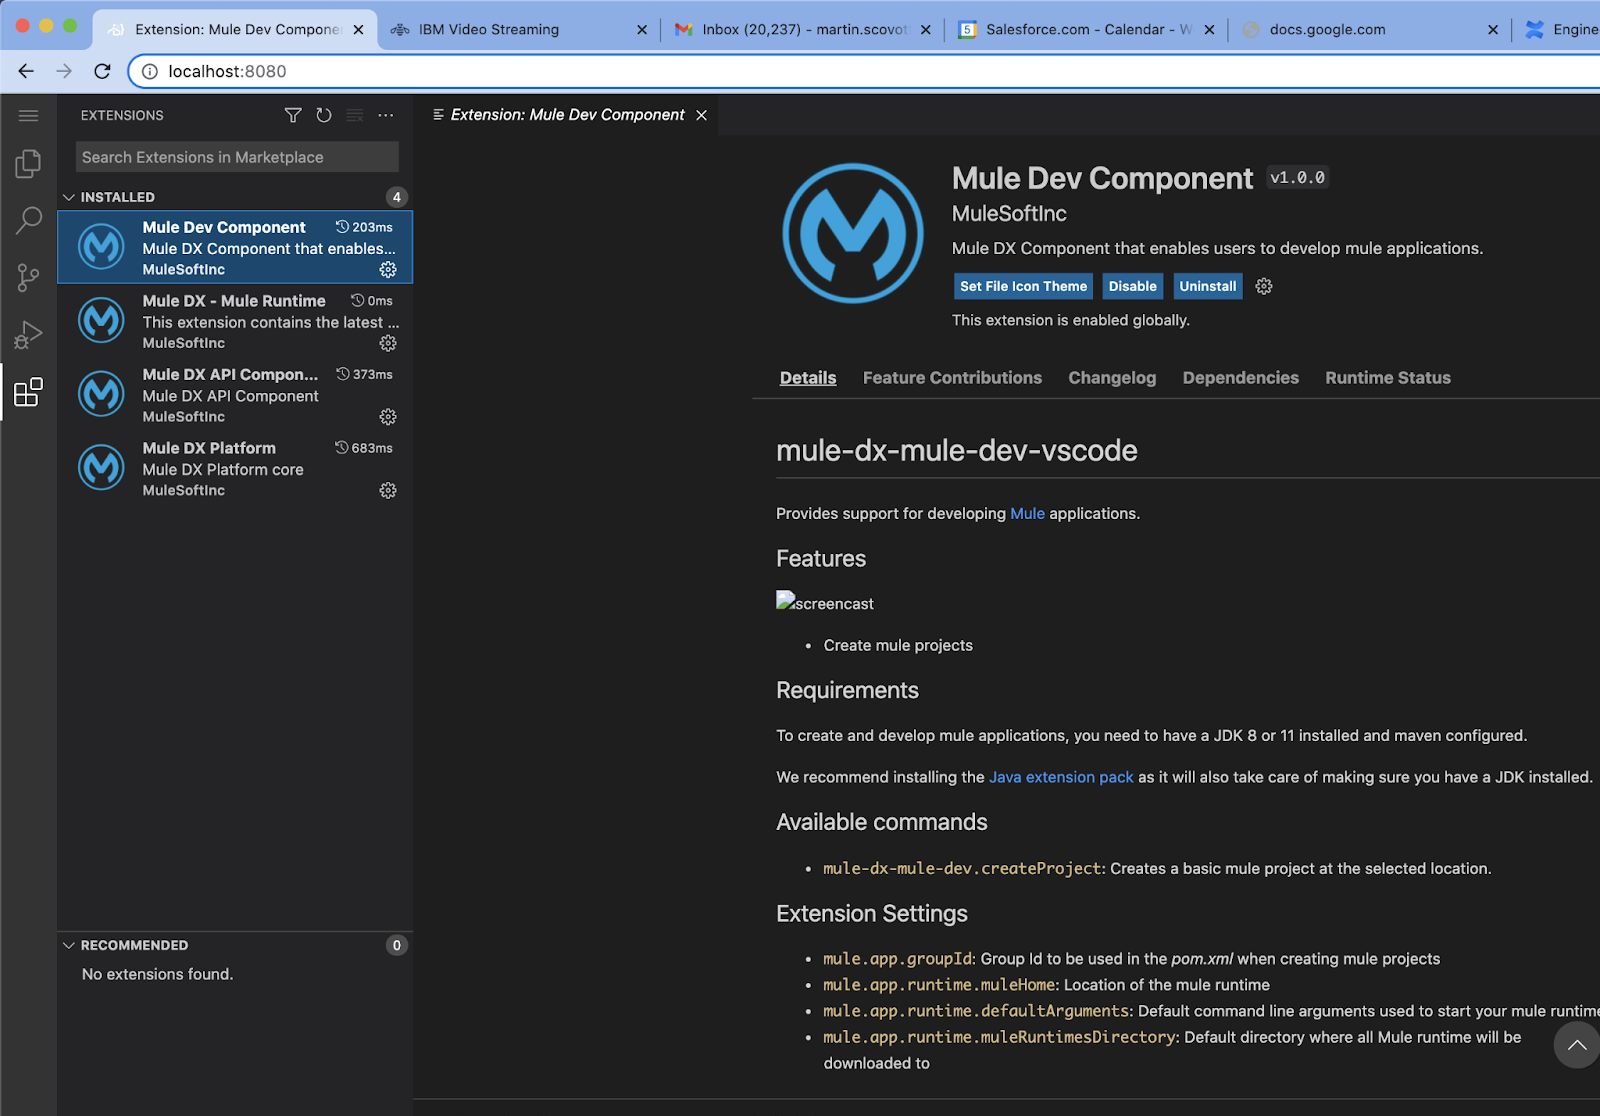 Extension: Mule Dev Compone
IBM Video Streaming
Inbox (20,237) - martin.scovot
5
Salesforce.com - Calendar - W
docs.google.com
Engine
localhost:8080
EXTENSIONS
Extension: Mule Dev Component
Search Extensions in Marketplace
INSTALLED
4
Mule Dev Component
203ms
Mule DX Component that enables...
MuleSoftInc
Mule DX - Mule Runtime
0ms
This extension contains the latest ...
MuleSoftInc
Mule DX API Compon...
373ms
Mule DX API Component
MuleSoftInc
Mule DX Platform
683ms
Mule DX Platform core
MuleSoftInc
RECOMMENDED
0
No extensions found.
Mule Dev Component v1.0.0
MuleSoftInc
Mule DX Component that enables users to develop mule applications.
Set File Icon Theme
Disable
Uninstall
This extension is enabled globally.
Details
Feature Contributions
Changelog
Dependencies
Runtime Status
mule-dx-mule-dev-vscode
Provides support for developing Mule applications.
Features
screencast
• Create mule projects
Requirements
To create and develop mule applications, you need to have a JDK 8 or 11 installed and maven configured.
We recommend installing the Java extension pack as it will also take care of making sure you have a JDK installed.
Available commands
• mule-dx-mule-dev.createProject: Creates a basic mule project at the selected location.
Extension Settings
• mule.app.groupId: Group Id to be used in the pom.xml when creating mule projects
• mule.app.runtime.muleHome: Location of the mule runtime
• mule.app.runtime.defaultArguments: Default command line arguments used to start your mule runtime
• mule.app.runtime.muleRuntimesDirectory: Default directory where all Mule runtime will be
downloaded to